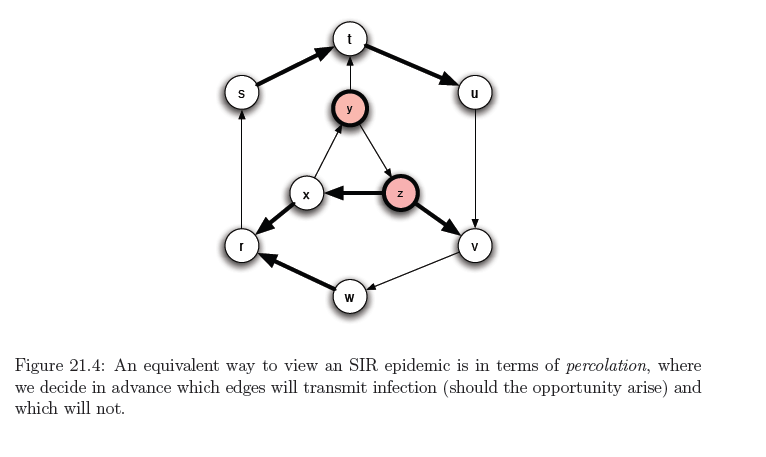 t
s
u
y
x
z
r
v
w
Figure 21.4: An equivalent way to view an SIR epidemic is in terms of percolation, where
we decide in advance which edges will transmit infection (should the opportunity arise) and
which will not.